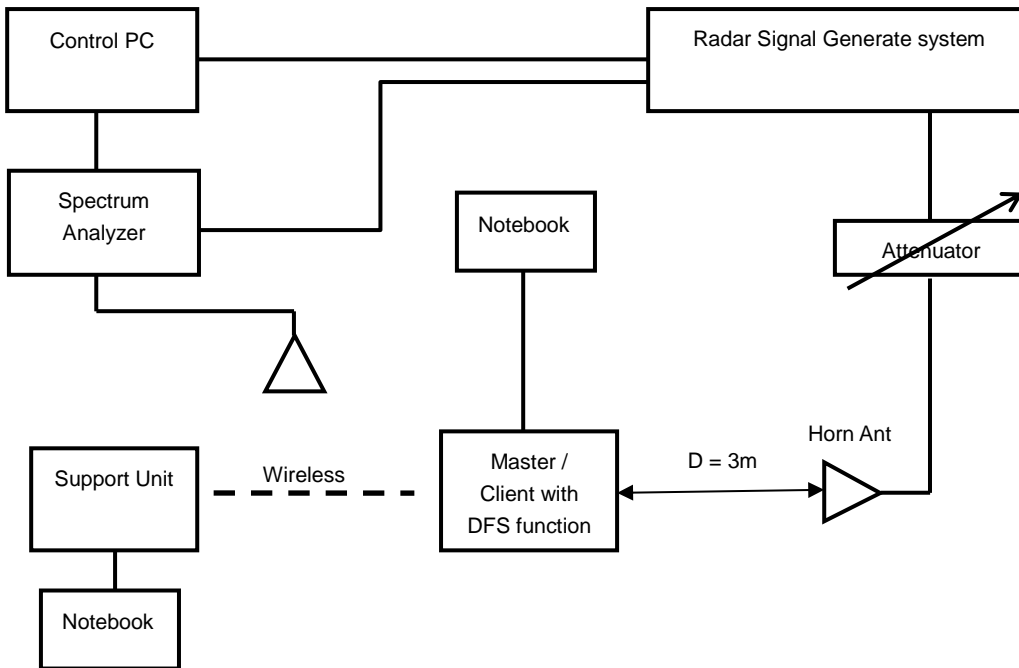 Control PC
Radar Signal Generate system
Spectrum
Analyzer
Notebook
Attenuator
Horn Ant
Support Unit
Wireless
Master /
Client with
DFS function
D = 3m
Notebook